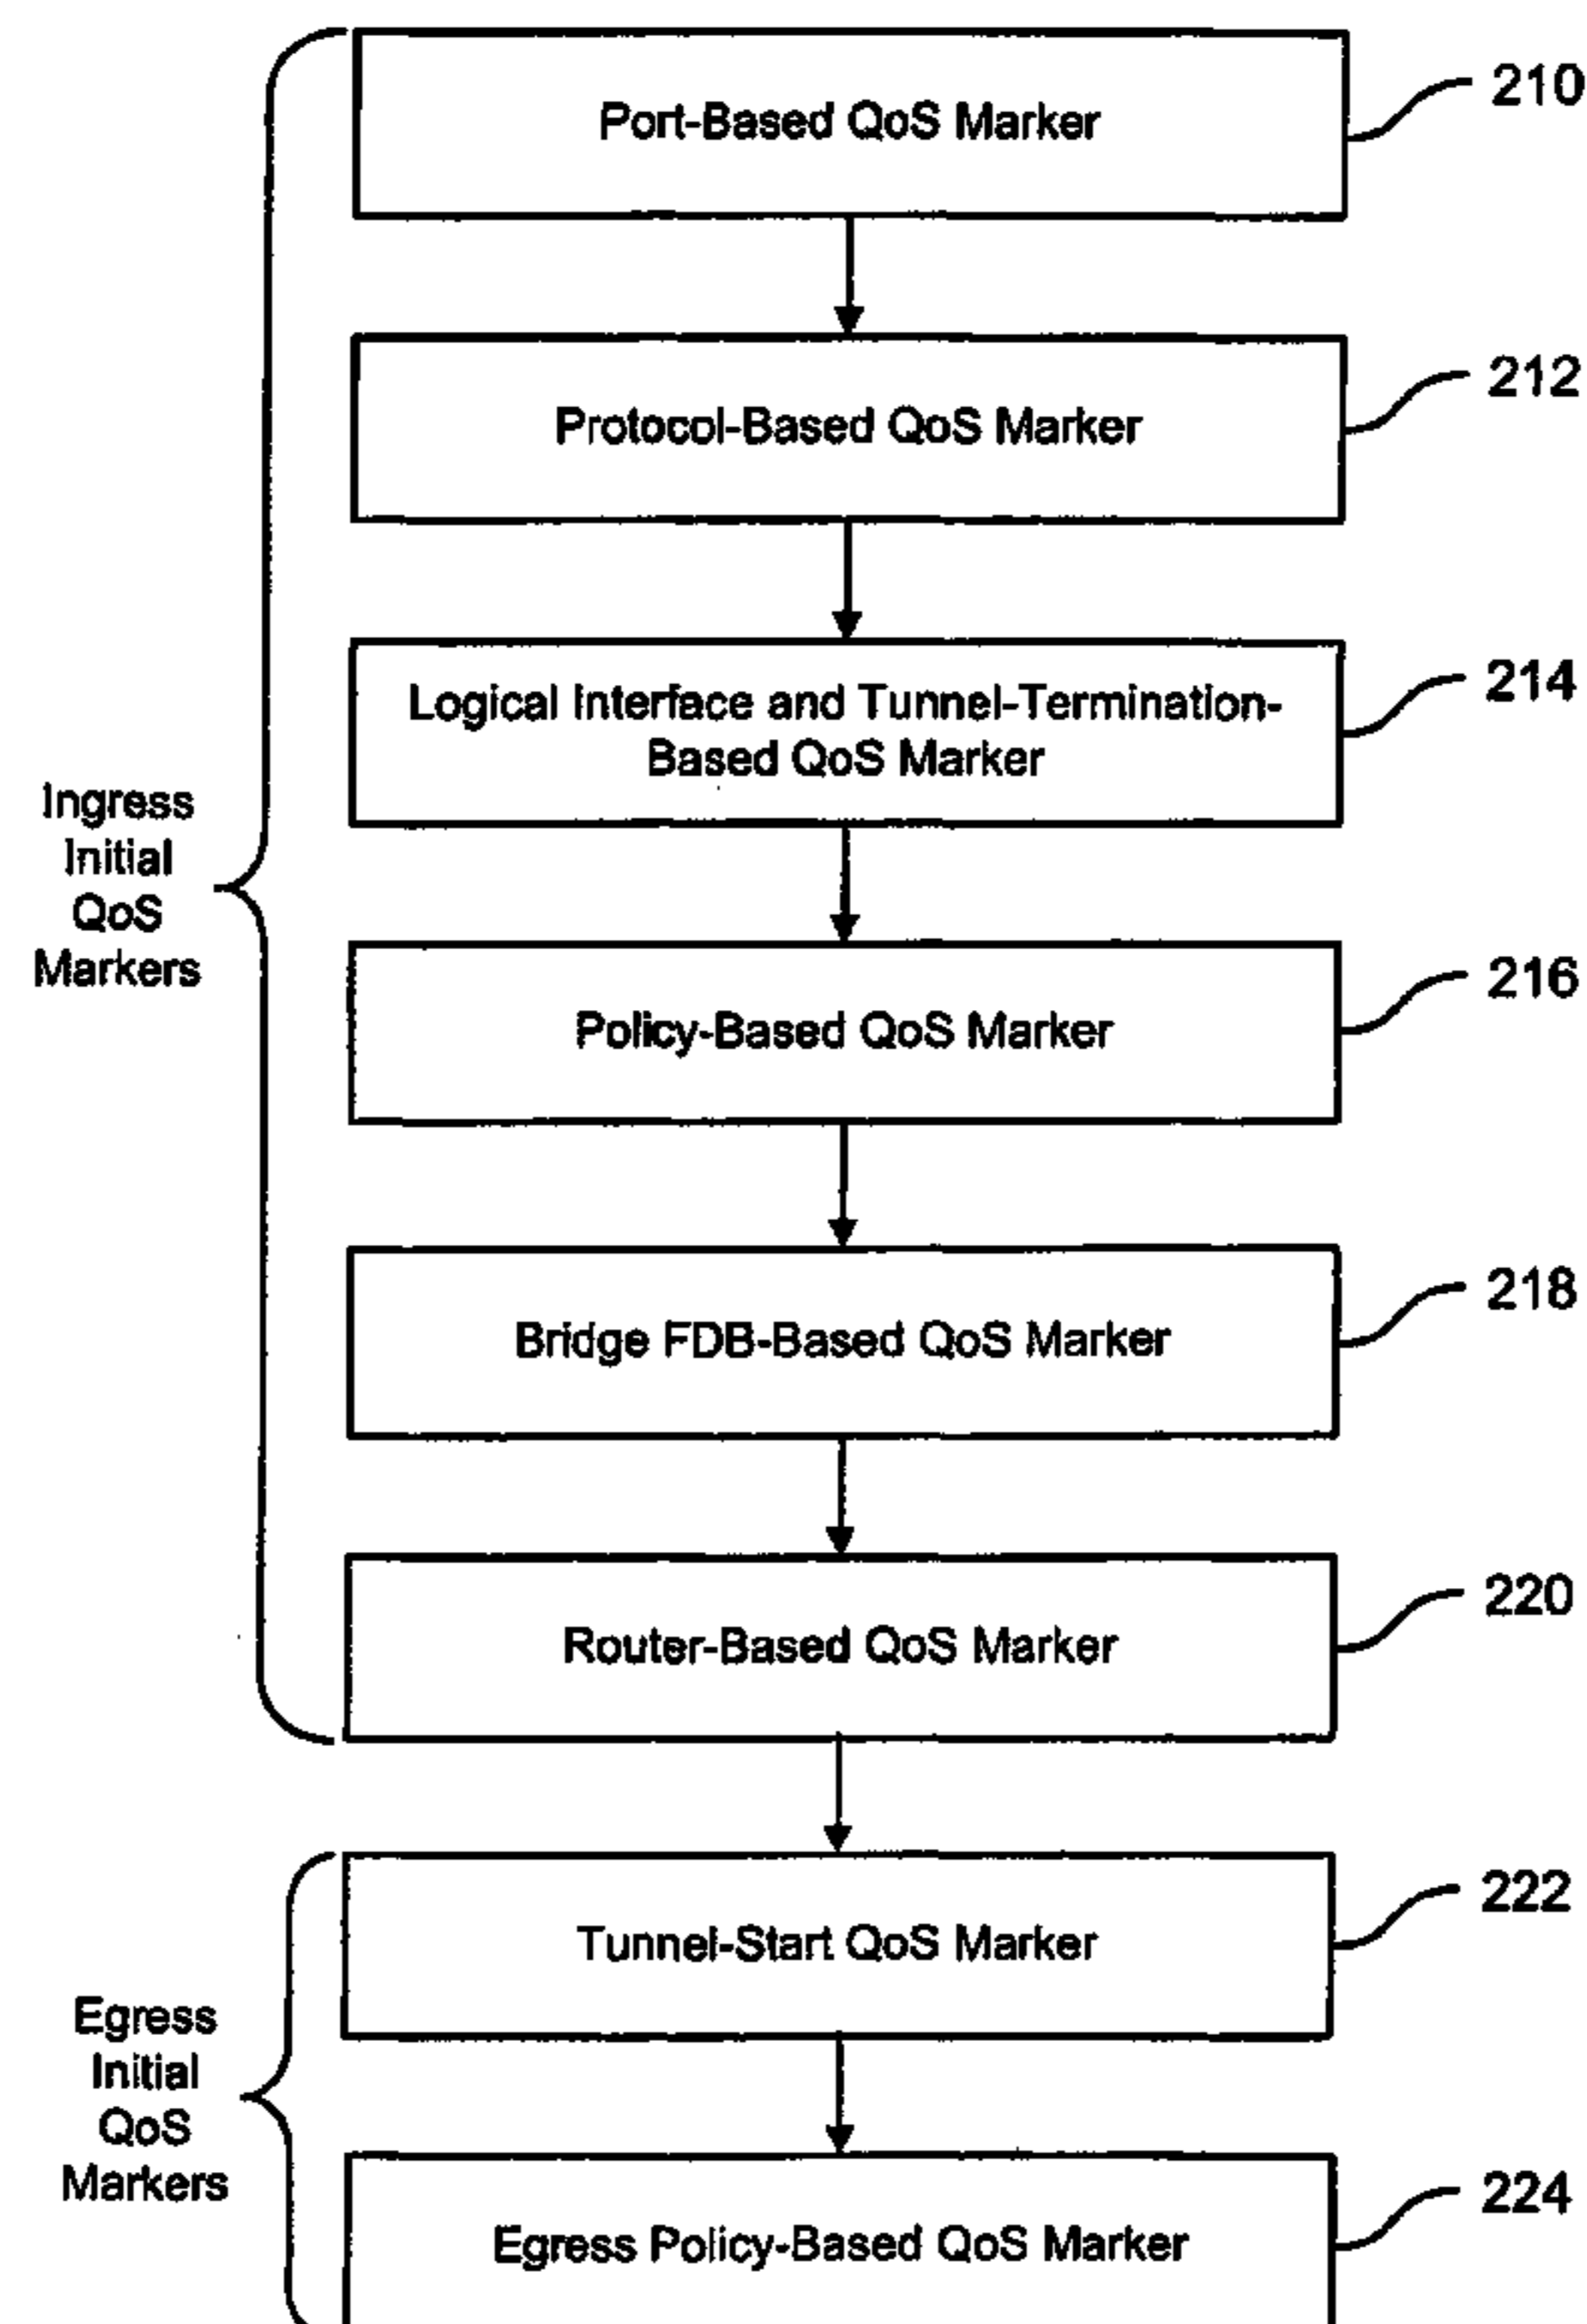 Port-Based QoS Marker
210
Protocol-Based QoS Marker
212
Logical Interface and Tunnel-Termination-
Based QoS Marker
214
Ingress
Initial
QoS
Markers
Policy-Based QoS Marker
216
Bridge FDB-Based QoS Marker
218
Router-Based QoS Marker
220
Tunnel-Start QoS Marker
222
Egress
Initial
QoS
Markers
Egress Policy-Based QoS Marker
224